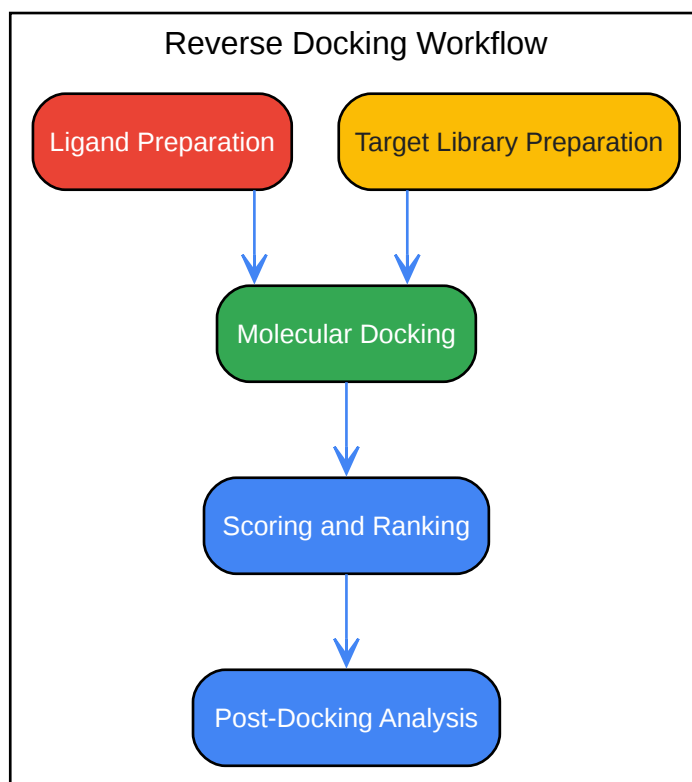 Reverse Docking Workflow
Ligand Preparation
Target Library Preparation
Molecular Docking
Scoring and Ranking
Post-Docking Analysis